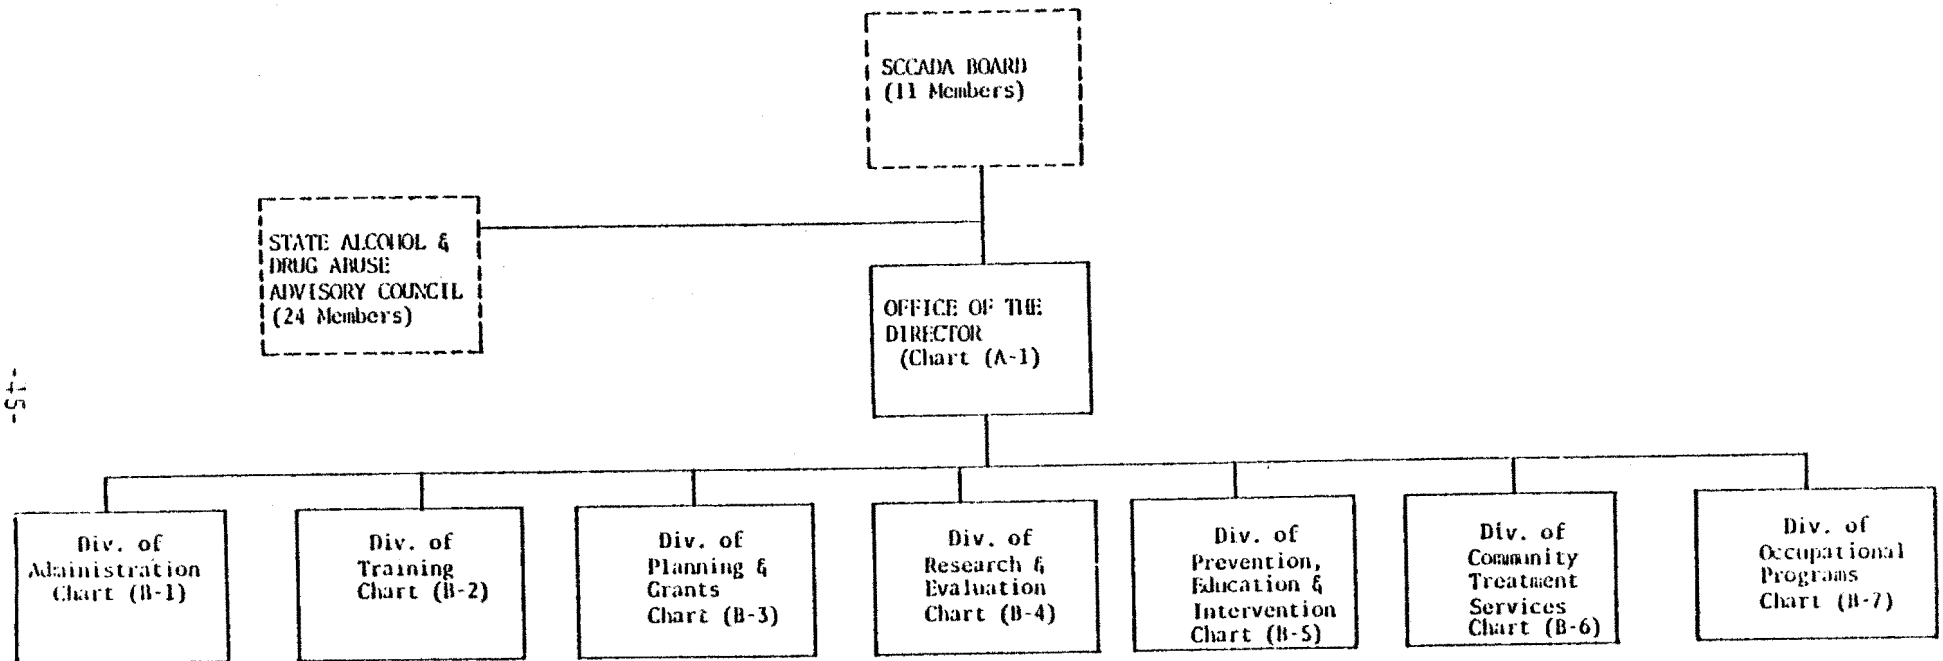 SCCADA BOARD
(11 Members)
STATE ALCOHOL &
DRUG ABUSE
ADVISORY COUNCIL
(24 Members)
OFFICE OF THE
DIRECTOR
(Chart (A-1)
-45-
Div. of
Administration
Chart (B-1)
Div. of
Training
Chart (B-2)
Div. of
Planning &
Grants
Chart (B-3)
Div. of
Research &
Evaluation
Chart (B-4)
Div. of
Prevention,
Education &
Intervention
Chart (B-5)
Div. of
Community
Treatment
Services
Chart (B-6)
Div. of
Occupational
Programs
Chart (B-7)